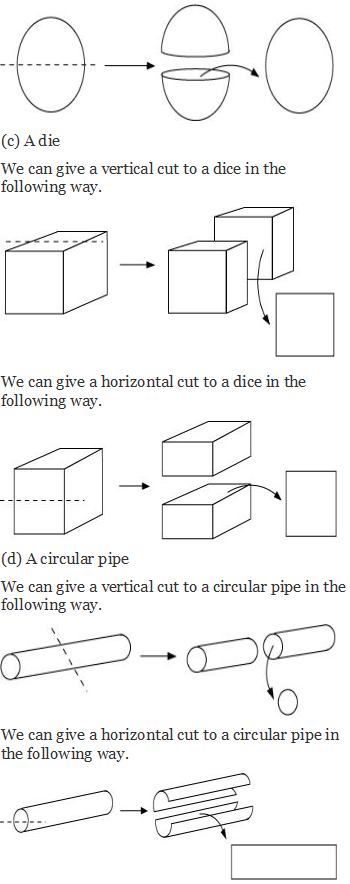 (c) A die
We can give a vertical cut to a dice in the
following way.
We can give a horizontal cut to a dice in the
following way.
(d) A circular pipe
We can give a vertical cut to a circular pipe in the
following way.
We can give a horizontal cut to a circular pipe in
the following way.